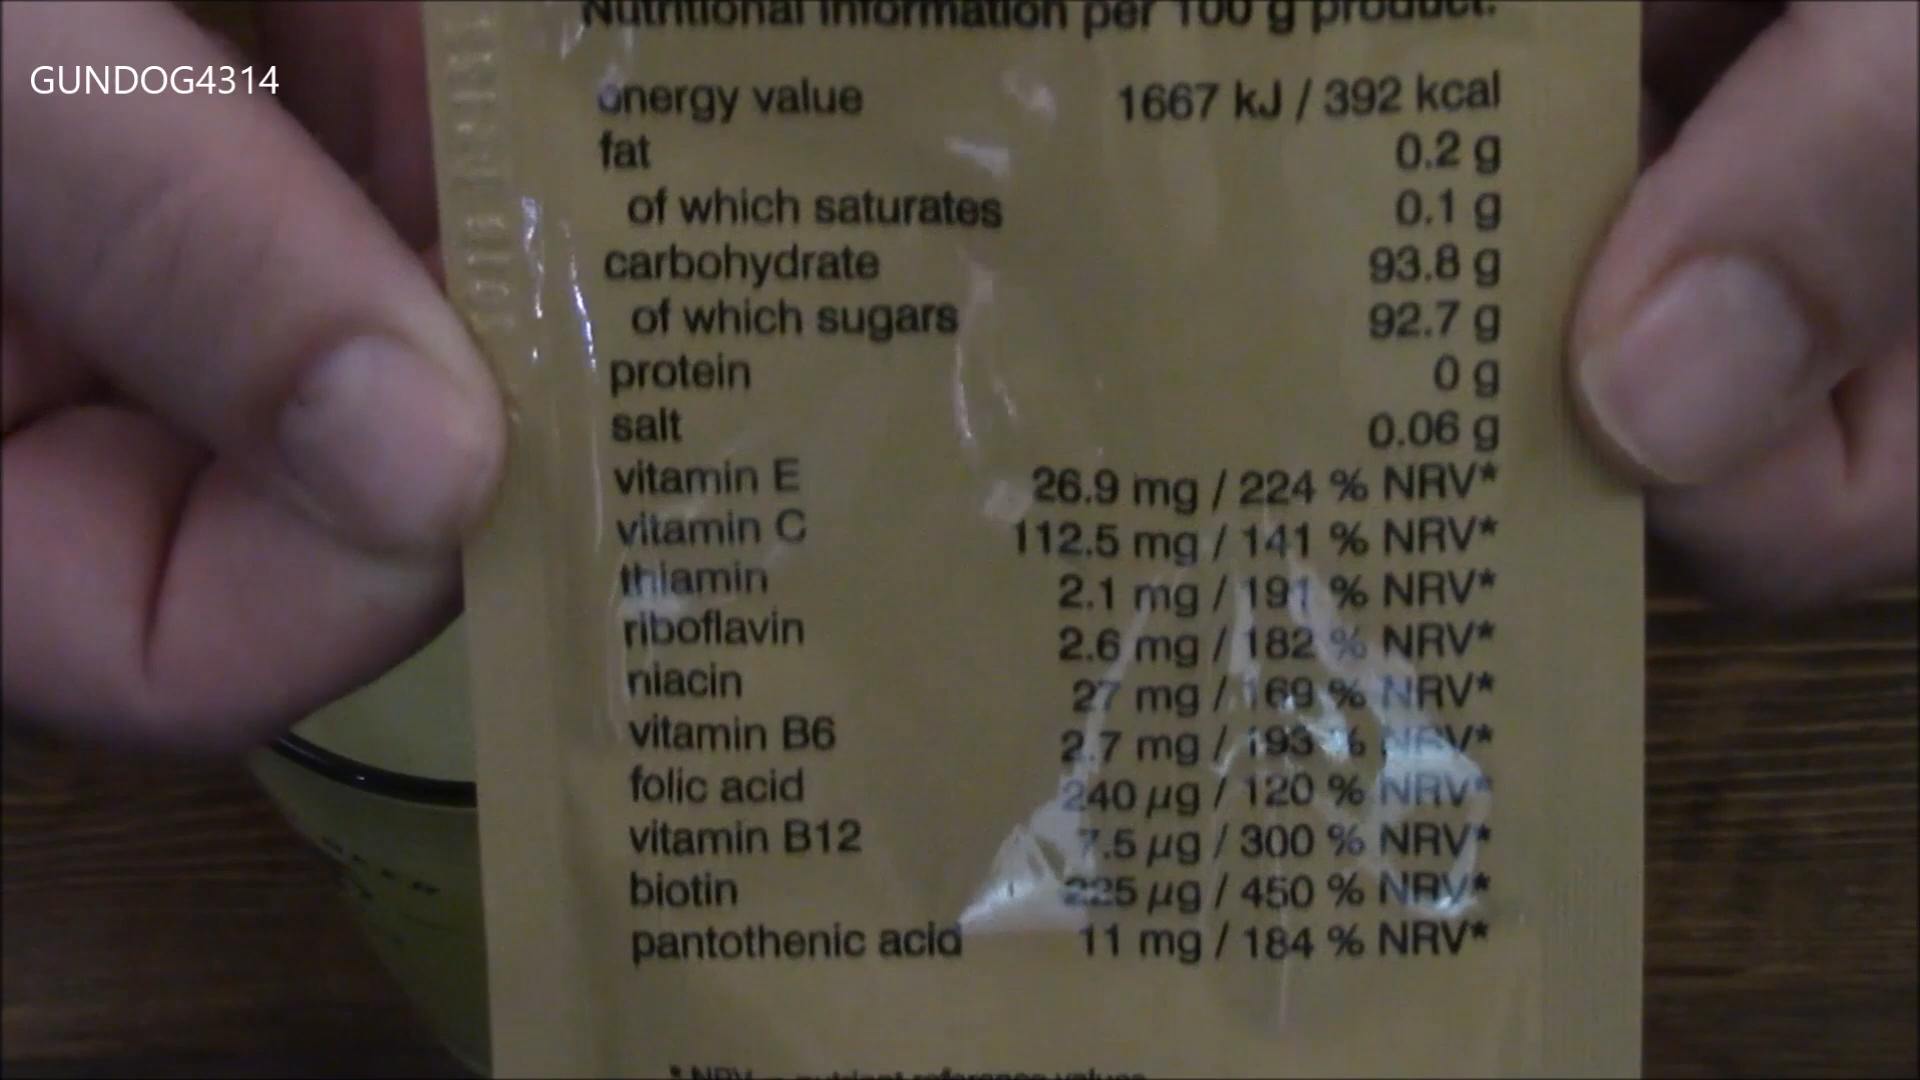 GUNDOG4314
Nutritional information per 100 g product:
energy value 1667 kJ / 392 kcal
fat 0.2 g
of which saturates 0.1 g
carbohydrate 93.8 g
of which sugars 92.7 g
protein 0 g
salt 0.06 g
vitamin E 26.9 mg / 224 % NRV*
vitamin C 112.5 mg / 141 % NRV*
thiamin 2.1 mg / 191 % NRV*
riboflavin 2.6 mg / 182 % NRV*
niacin 27 mg / 169 % NRV*
vitamin B6 2.7 mg / 193 % NRV*
folic acid 240 µg / 120 % NRV*
vitamin B12 7.5 µg / 300 % NRV*
biotin 225 µg / 450 % NRV*
pantothenic acid 11 mg / 184 % NRV*
* NRV = nutrient reference values